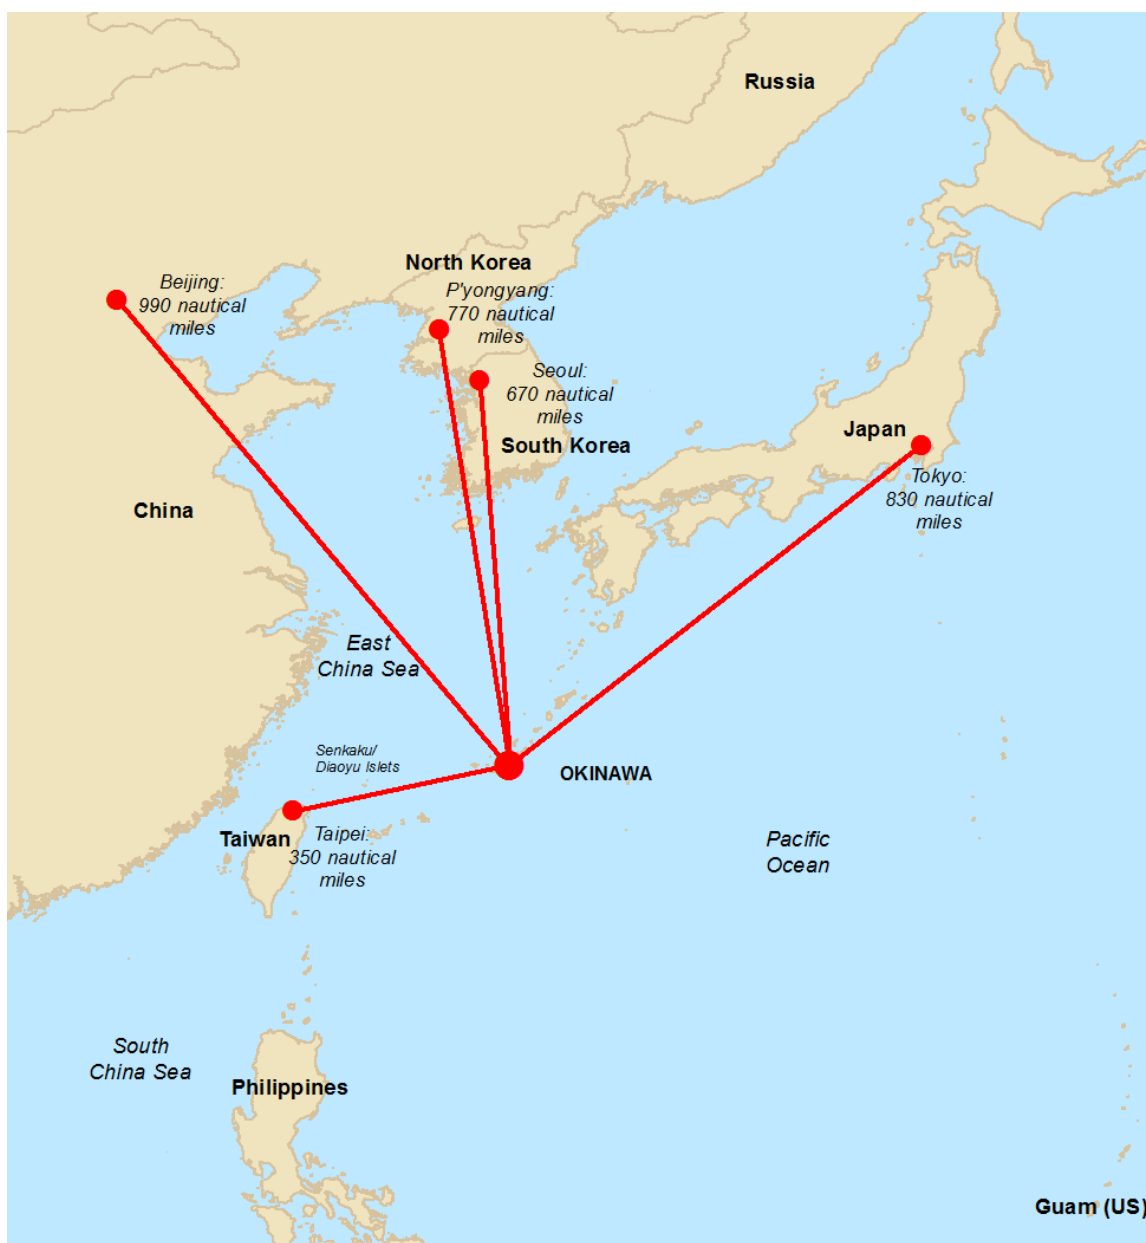 Russia
North Korea
Beijing:
990 nautical
miles
P'yongyang:
770 nautical
miles
Seoul:
670 nautical
miles
South Korea
Japan
Tokyo:
830 nautical
miles
China
East
China Sea
Senkaku/
Diaoyu Islets
OKINAWA
Taiwan
Taipei:
350 nautical
miles
Pacific
Ocean
South
China Sea
Philippines
Guam (US)